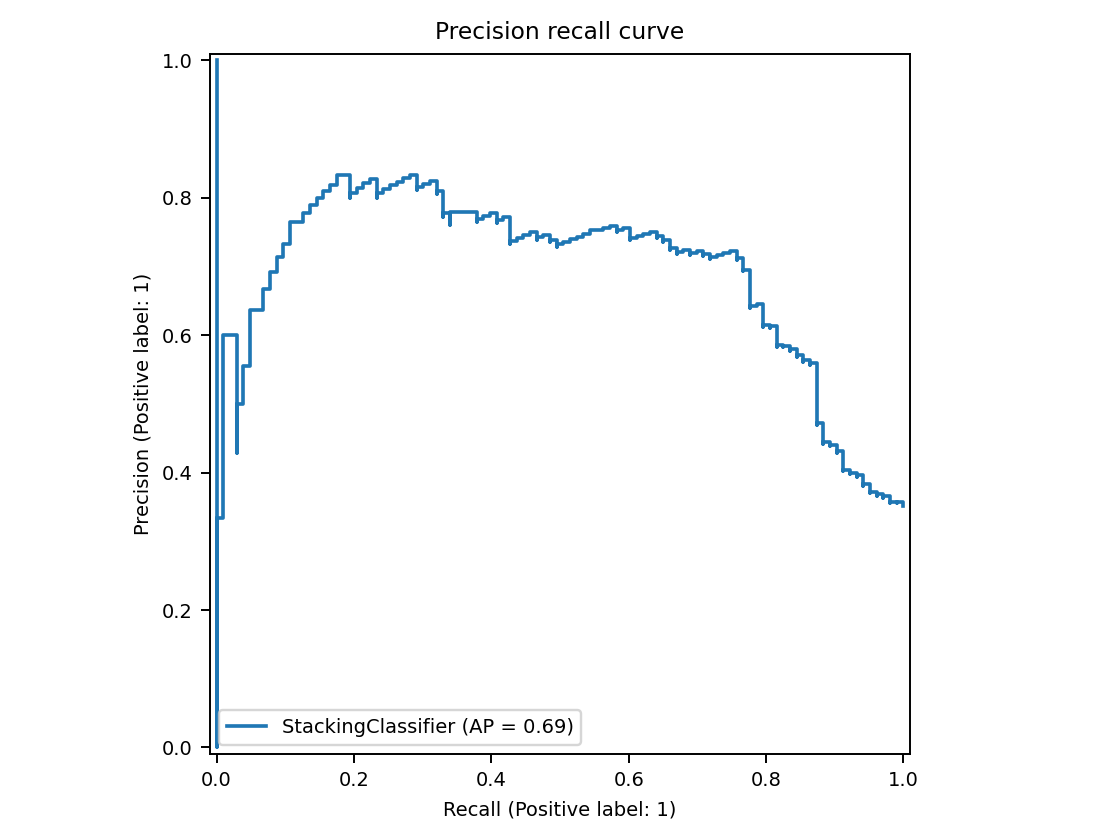 Precision recall curve
1.0
0.8
0.6
0.4
0.2
0.0
Precision (Positive label: 1)
StackingClassifier (AP = 0.69)
0.0 0.2 0.4 0.6 0.8 1.0
Recall (Positive label: 1)